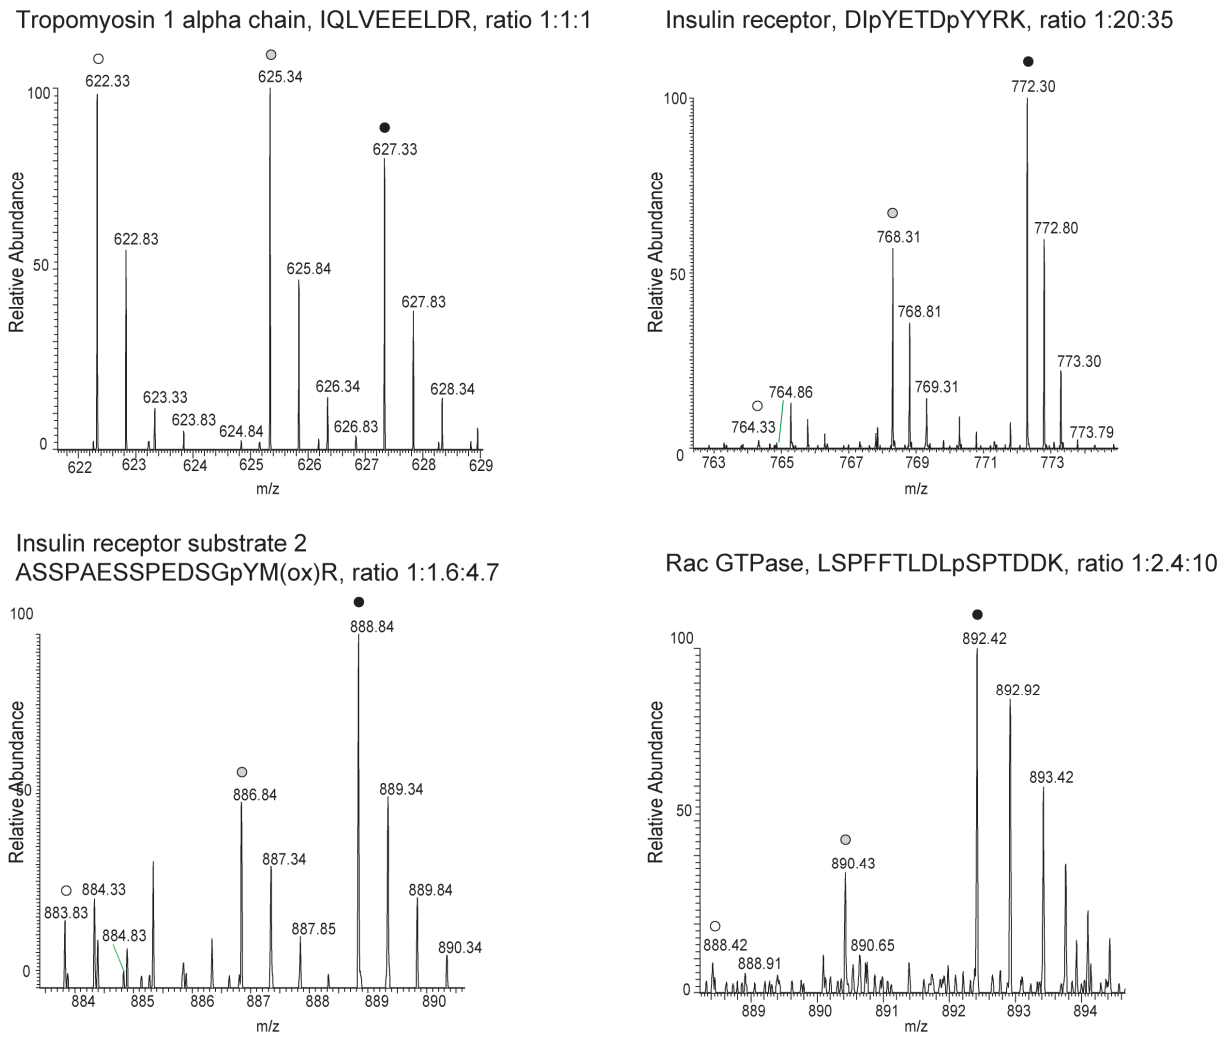 Tropomyosin 1 alpha chain, IQLVEEELDR, ratio 1:1:1
622.33
625.34
627.33
622.83
625.84
627.83
623.33
623.83
624.84
626.34
626.83
628.34
100
50
0
Relative Abundance
622 623 624 625 626 627 628 629
m/z
Insulin receptor, DIpYETDpYYRK, ratio 1:20:35
772.30
768.31
772.80
768.81
773.30
764.86
769.31
764.33
773.79
100
50
0
Relative Abundance
763 765 767 769 771 773
m/z
Insulin receptor substrate 2
ASSPAESSPEDSGpYM(ox)R, ratio 1:1.6:4.7
888.84
886.84
889.34
887.34
884.33
883.83
884.83
887.85
889.84
890.34
100
50
0
Relative Abundance
884 885 886 887 888 889 890
m/z
Rac GTPase, LSPFFTLDLpSPTDDK, ratio 1:2.4:10
892.42
892.92
893.42
890.43
888.42
888.91
890.65
100
50
0
Relative Abundance
889 890 891 892 893 894
m/z